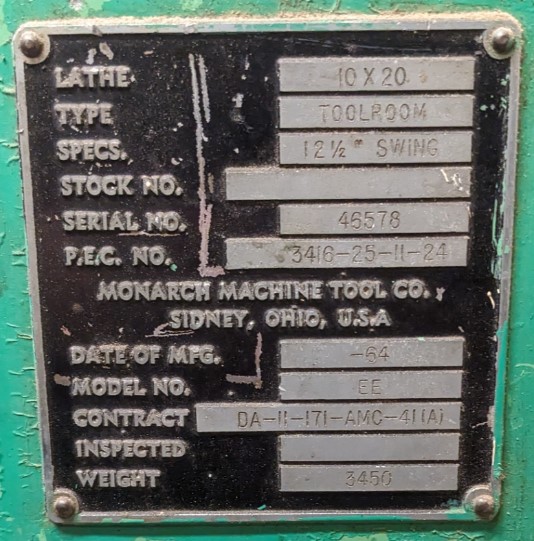 LATHE 10 X 20
TYPE TOOLROOM
SPECS. 12½" SWING
STOCK NO.
SERIAL NO. 46578
P.E.C. NO. 3416-25-11-24
MONARCH MACHINE TOOL CO.,
SIDNEY, OHIO, U.S.A
DATE OF MFG. -64
MODEL NO. EE
CONTRACT DA-11-171-AMC-41(A)
INSPECTED
WEIGHT 3450